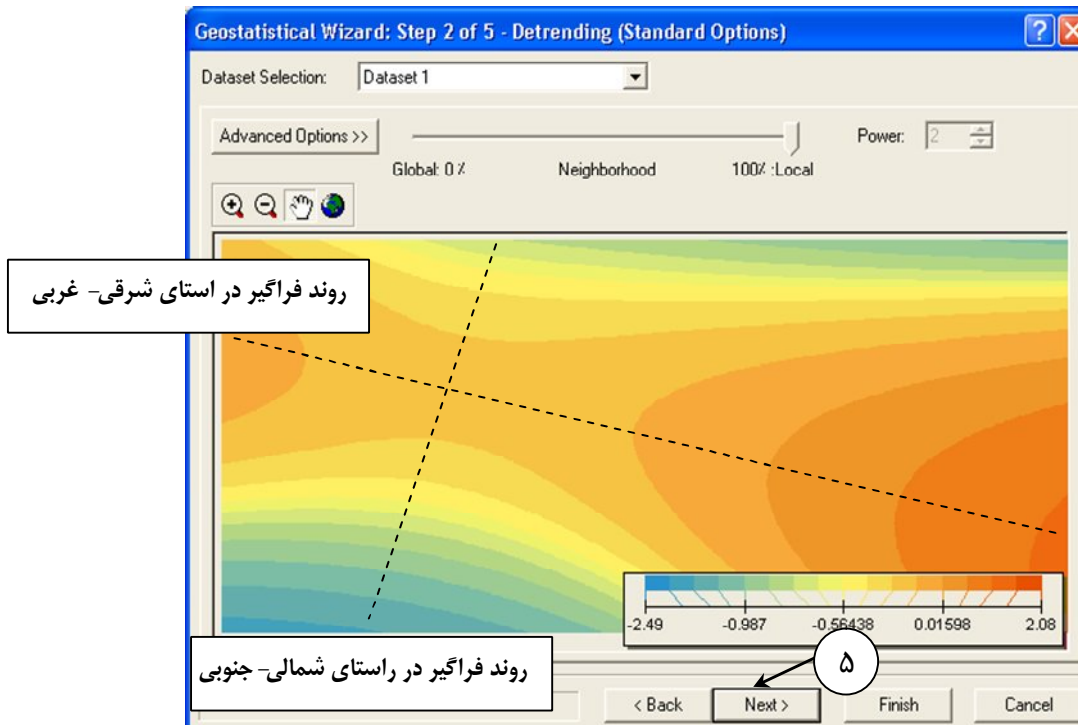 Geostatistical Wizard: Step 2 of 5 - Detrending (Standard Options)
Dataset Selection: Dataset 1
Advanced Options >> Power: 2
Global: 0 % Neighborhood 100% :Local
روند فراگیر در استای شرقی- غربی
-2.49 -0.987 -0.56438 0.01598 2.08
روند فراگیر در راستای شمالی- جنوبی
۵
< Back Next > Finish Cancel